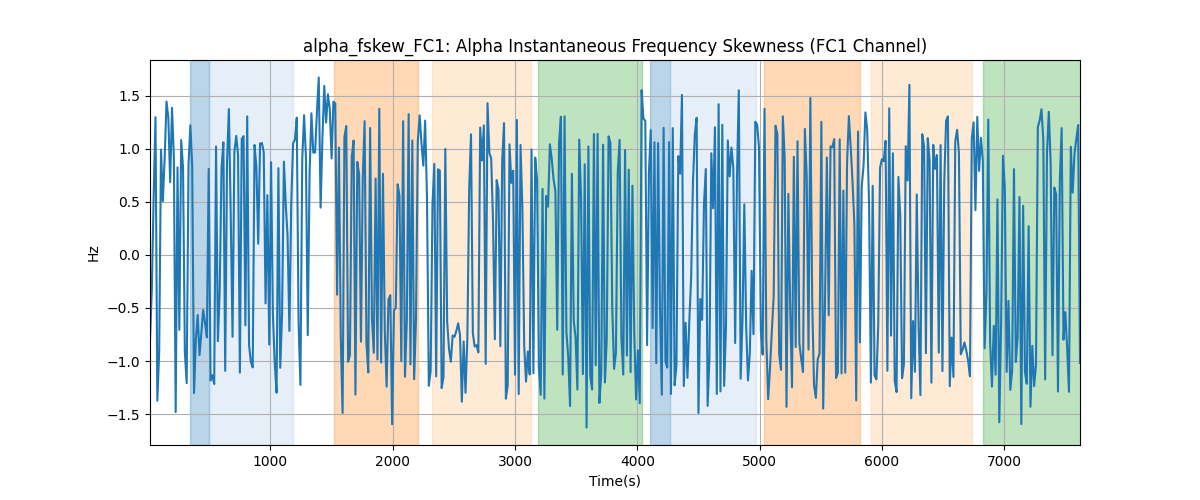 alpha_fskew_FC1: Alpha Instantaneous Frequency Skewness (FC1 Channel)
1.5
1.0
0.5
0.0
−0.5
−1.0
−1.5
Hz
1000 2000 3000 4000 5000 6000 7000
Time(s)